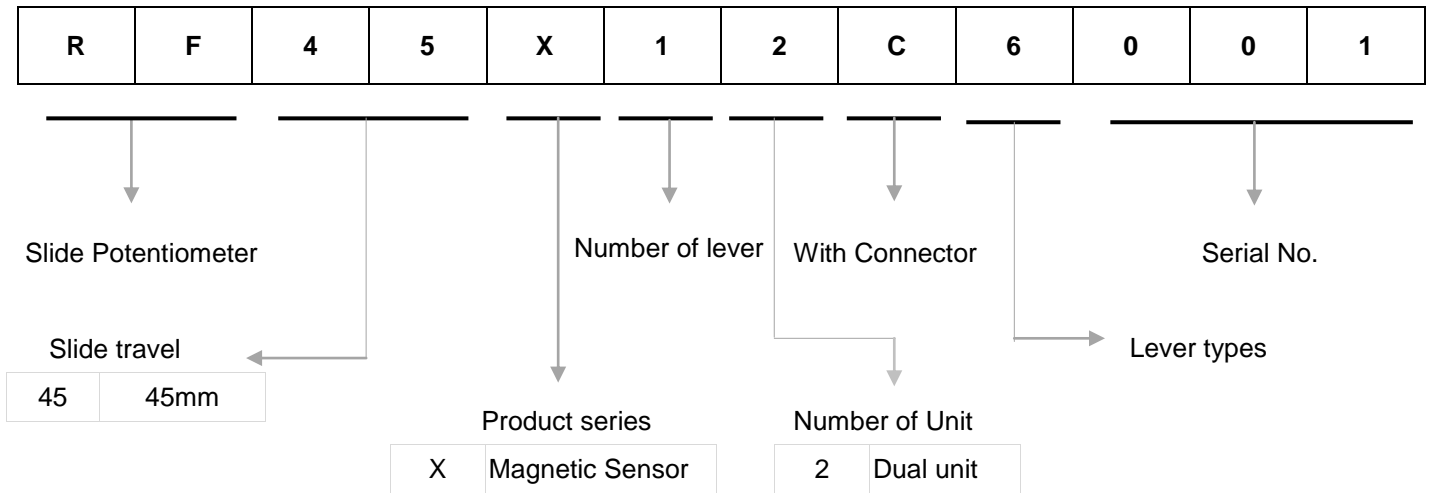 R F 4 5 X 1 2 C 6 0 0 1
Slide Potentiometer
Number of lever
With Connector
Serial No.
Slide travel
45 45mm
Lever types
Product series
X Magnetic Sensor
Number of Unit
2 Dual unit